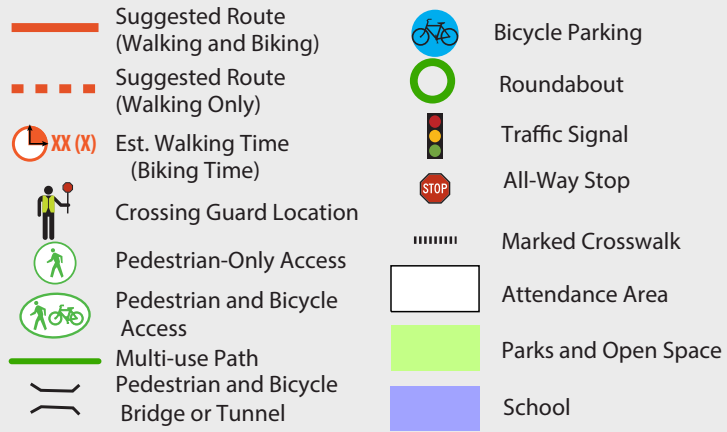 Suggested Route
(Walking and Biking)
Suggested Route
(Walking Only)
XX (X)
Est. Walking Time
(Biking Time)
Crossing Guard Location
Pedestrian-Only Access
Pedestrian and Bicycle
Access
Multi-use Path
Pedestrian and Bicycle
Bridge or Tunnel
Bicycle Parking
Roundabout
Traffic Signal
STOP
All-Way Stop
Marked Crosswalk
Attendance Area
Parks and Open Space
School